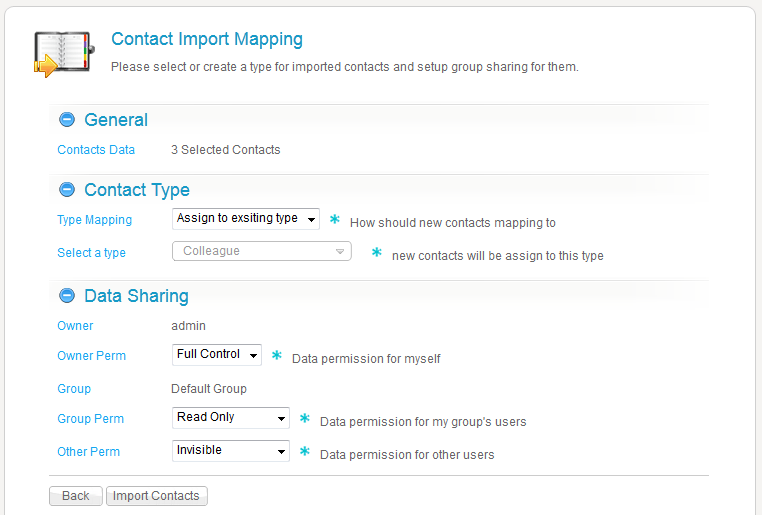 Contact Import Mapping
Please select or create a type for imported contacts and setup group sharing for them.
General
Contacts Data 3 Selected Contacts
Contact Type
Type Mapping Assign to exsiting type * How should new contacts mapping to
Select a type Colleague * new contacts will be assign to this type
Data Sharing
Owner admin
Owner Perm Full Control * Data permission for myself
Group Default Group
Group Perm Read Only * Data permission for my group's users
Other Perm Invisible * Data permission for other users
Back Import Contacts